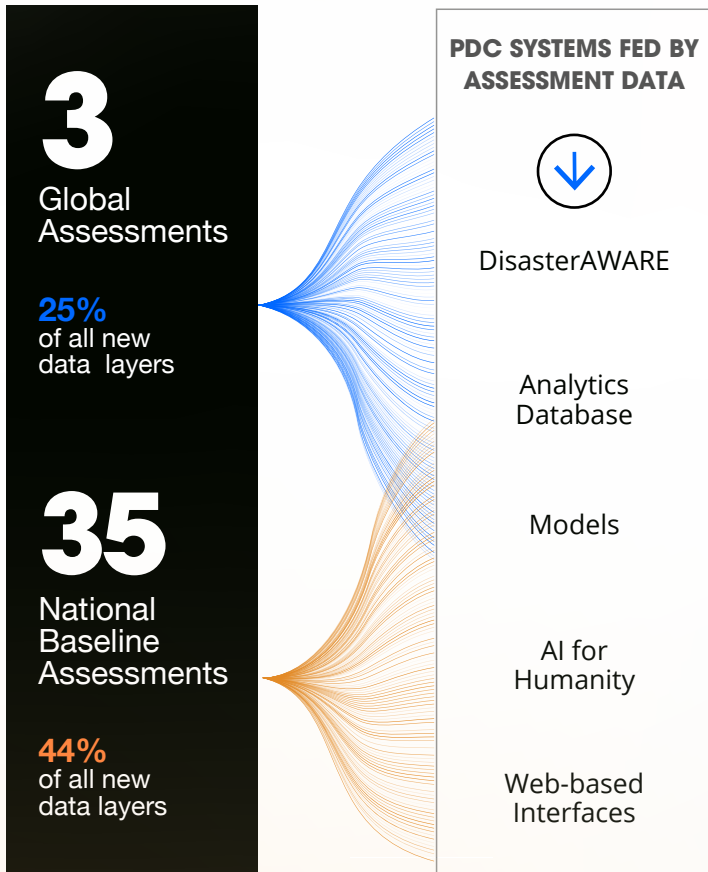 3
Global
Assessments
25%
of all new
data layers
35
National
Baseline
Assessments
44%
of all new
data layers
PDC SYSTEMS FED BY
ASSESSMENT DATA
DisasterAWARE
Analytics
Database
Models
AI for
Humanity
Web-based
Interfaces